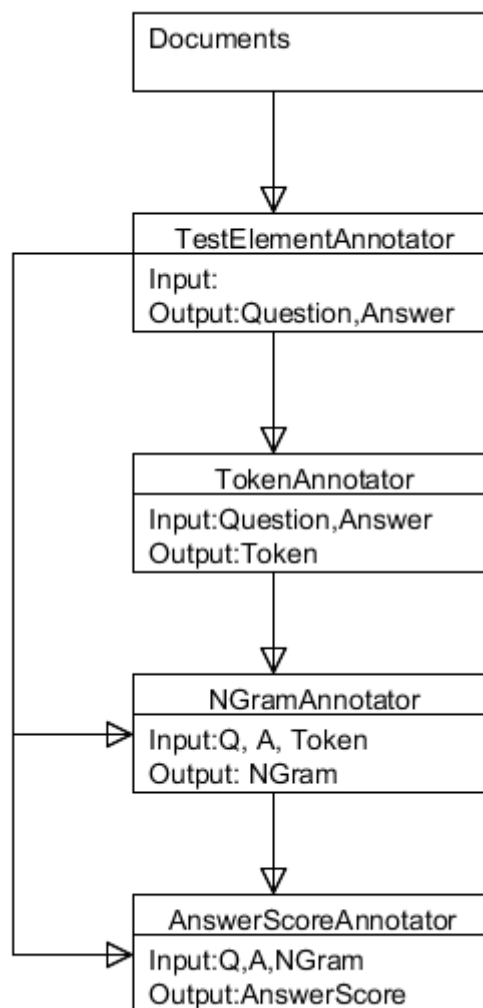 Documents
TestElementAnnotator
Input:
Output:Question,Answer
TokenAnnotator
Input:Question,Answer
Output:Token
NGramAnnotator
Input:Q, A, Token
Output: NGram
AnswerScoreAnnotator
Input:Q,A,NGram
Output:AnswerScore